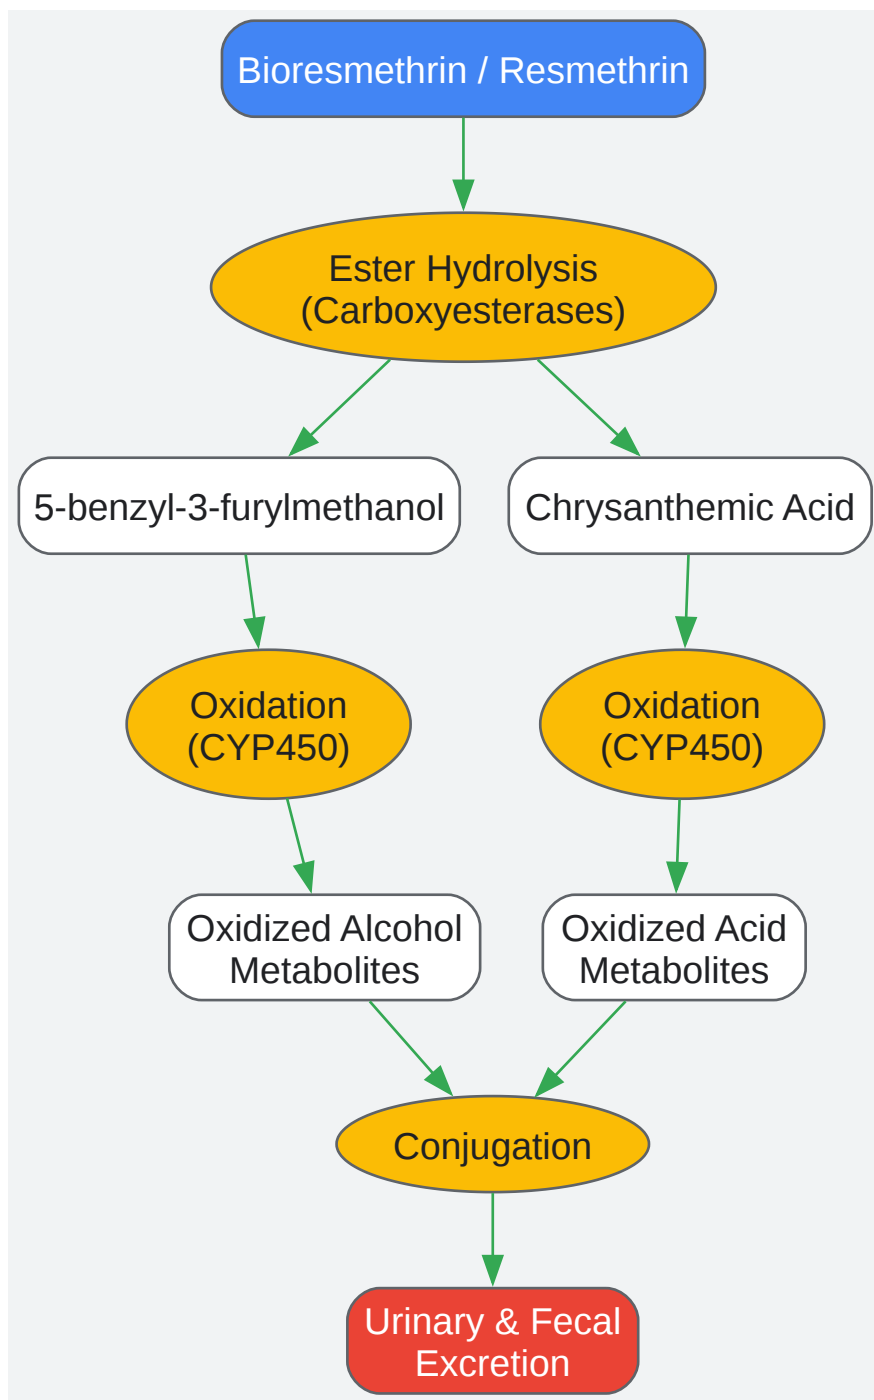 Bioresmethrin / Resmethrin
Ester Hydrolysis
(Carboxyesterases)
5-benzyl-3-furylmethanol
Chrysanthemic Acid
Oxidation
(CYP450)
Oxidation
(CYP450)
Oxidized Alcohol
Metabolites
Oxidized Acid
Metabolites
Conjugation
Urinary & Fecal
Excretion